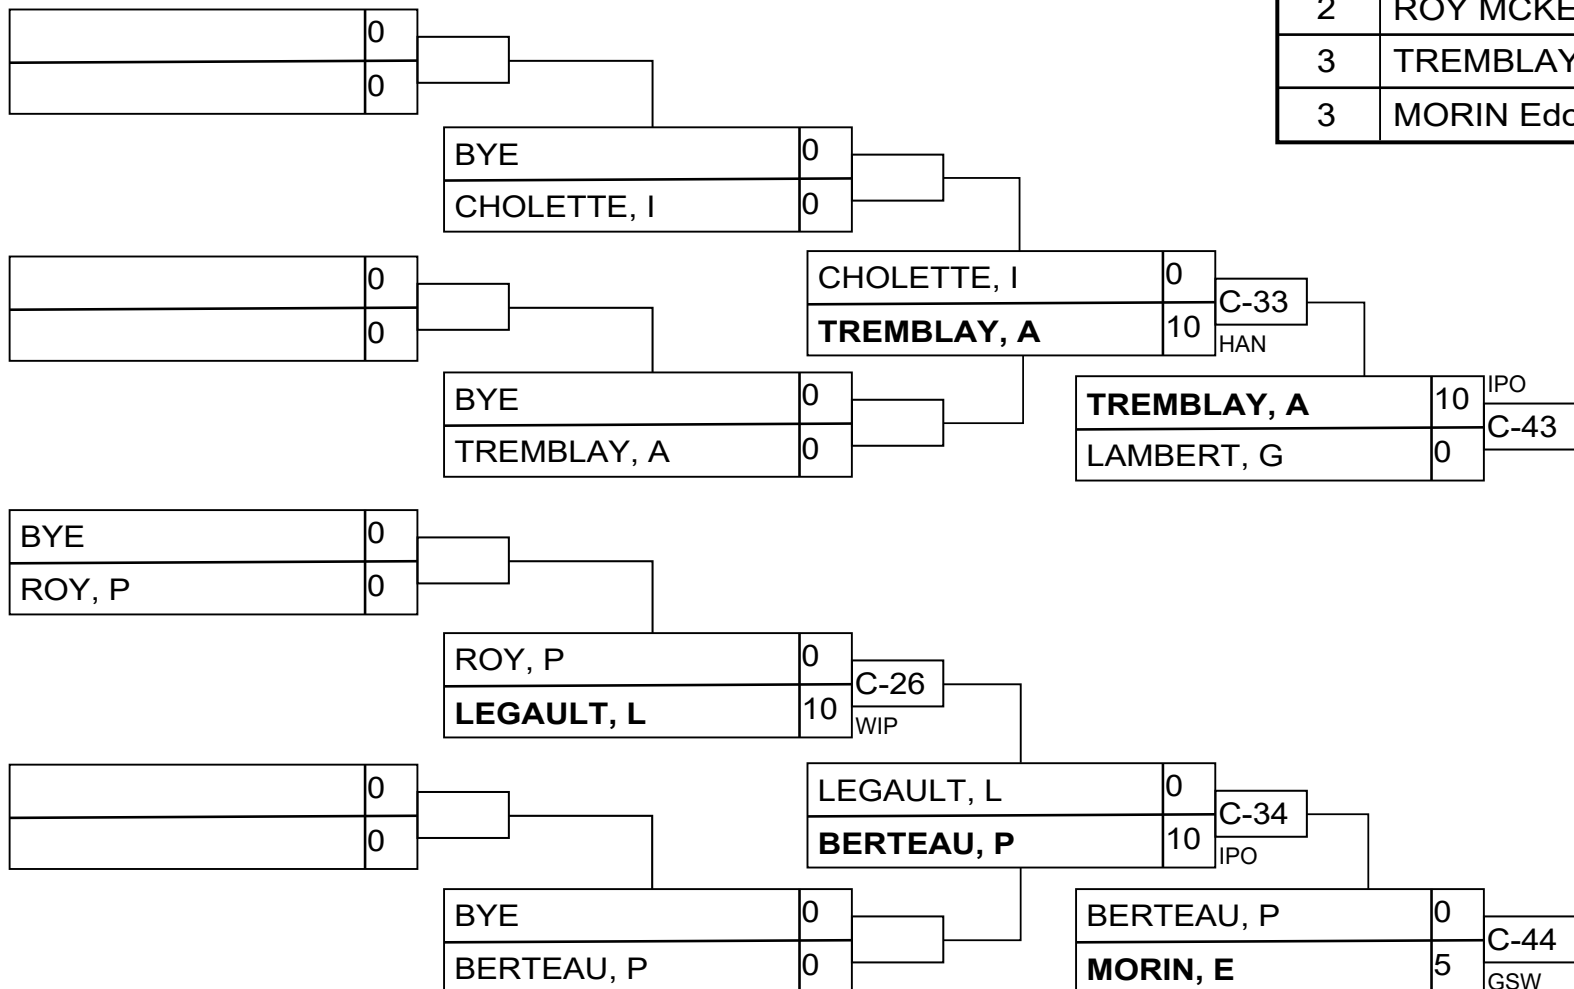 2 ROY MCKE
3 TREMBLAY
3 MORIN Edo
0
0
BYE 0
CHOLETTE, I 0
0
0
CHOLETTE, I 0
TREMBLAY, A 10
C-33
HAN
BYE 0
TREMBLAY, A 0
TREMBLAY, A 10
LAMBERT, G 0
IPO
C-43
BYE 0
ROY, P 0
ROY, P 0
LEGAULT, L 10
C-26
WIP
0
0
LEGAULT, L 0
BERTEAU, P 10
C-34
IPO
BYE 0
BERTEAU, P 0
BERTEAU, P 0
MORIN, E 5
C-44
GSW